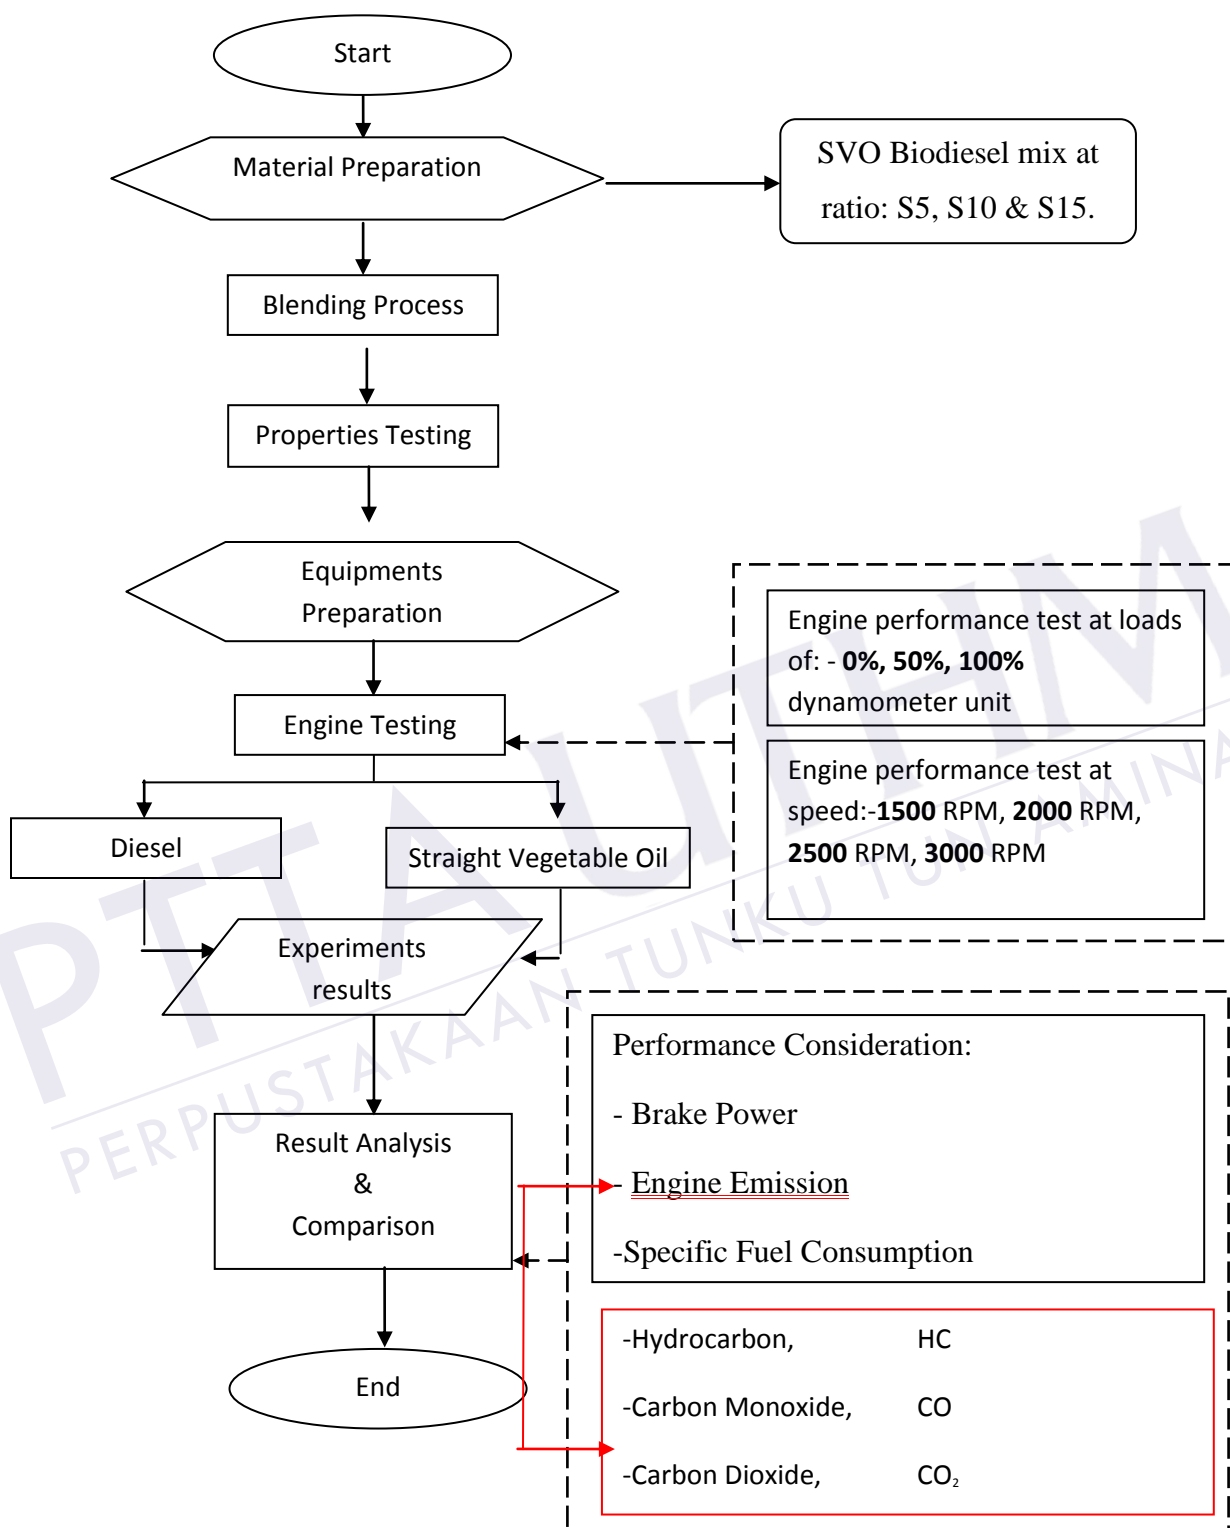 Start
Material Preparation
SVO Biodiesel mix at
ratio: S5, S10 & S15.
Blending Process
Properties Testing
Equipments
Preparation
Engine performance test at loads
of: - 0%, 50%, 100%
dynamometer unit
Engine Testing
Engine performance test at
speed:-1500 RPM, 2000 RPM,
2500 RPM, 3000 RPM
Diesel
Straight Vegetable Oil
Experiments
results
Performance Consideration:
- Brake Power
- Engine Emission
-Specific Fuel Consumption
Result Analysis
&
Comparison
-Hydrocarbon, HC
-Carbon Monoxide, CO
-Carbon Dioxide, CO₂
End
PTTA UTHM
PERPUSTAKAAN TUNKU TUN AMINA